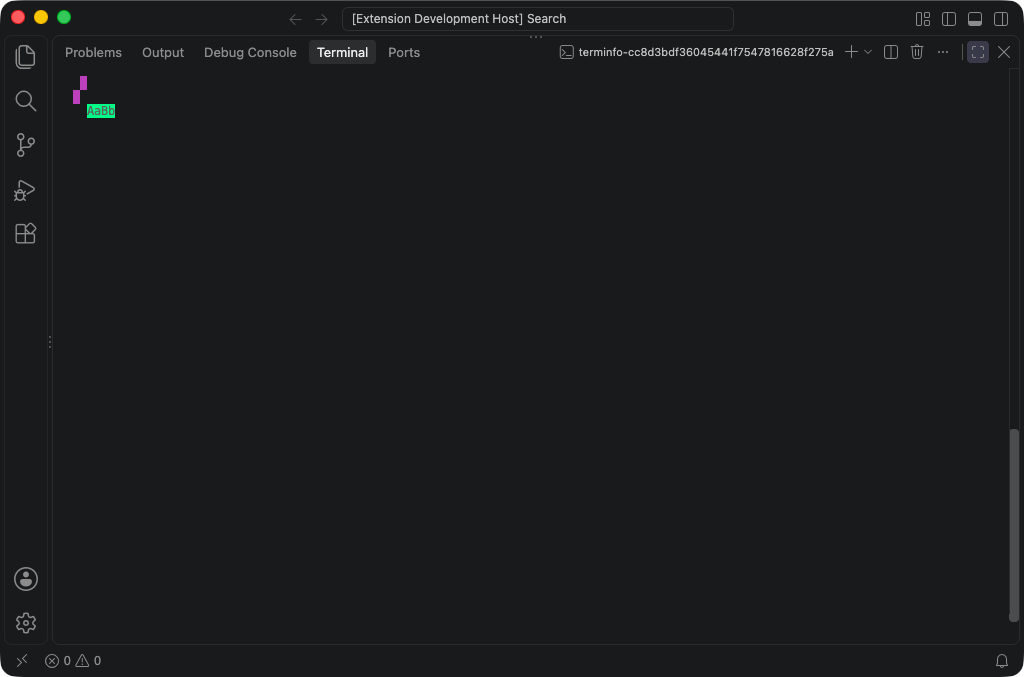 [Extension Development Host] Search
Problems Output Debug Console Terminal Ports terminfo-cc8d3bdf36045441f7547816628f275a
AaBb
0 0